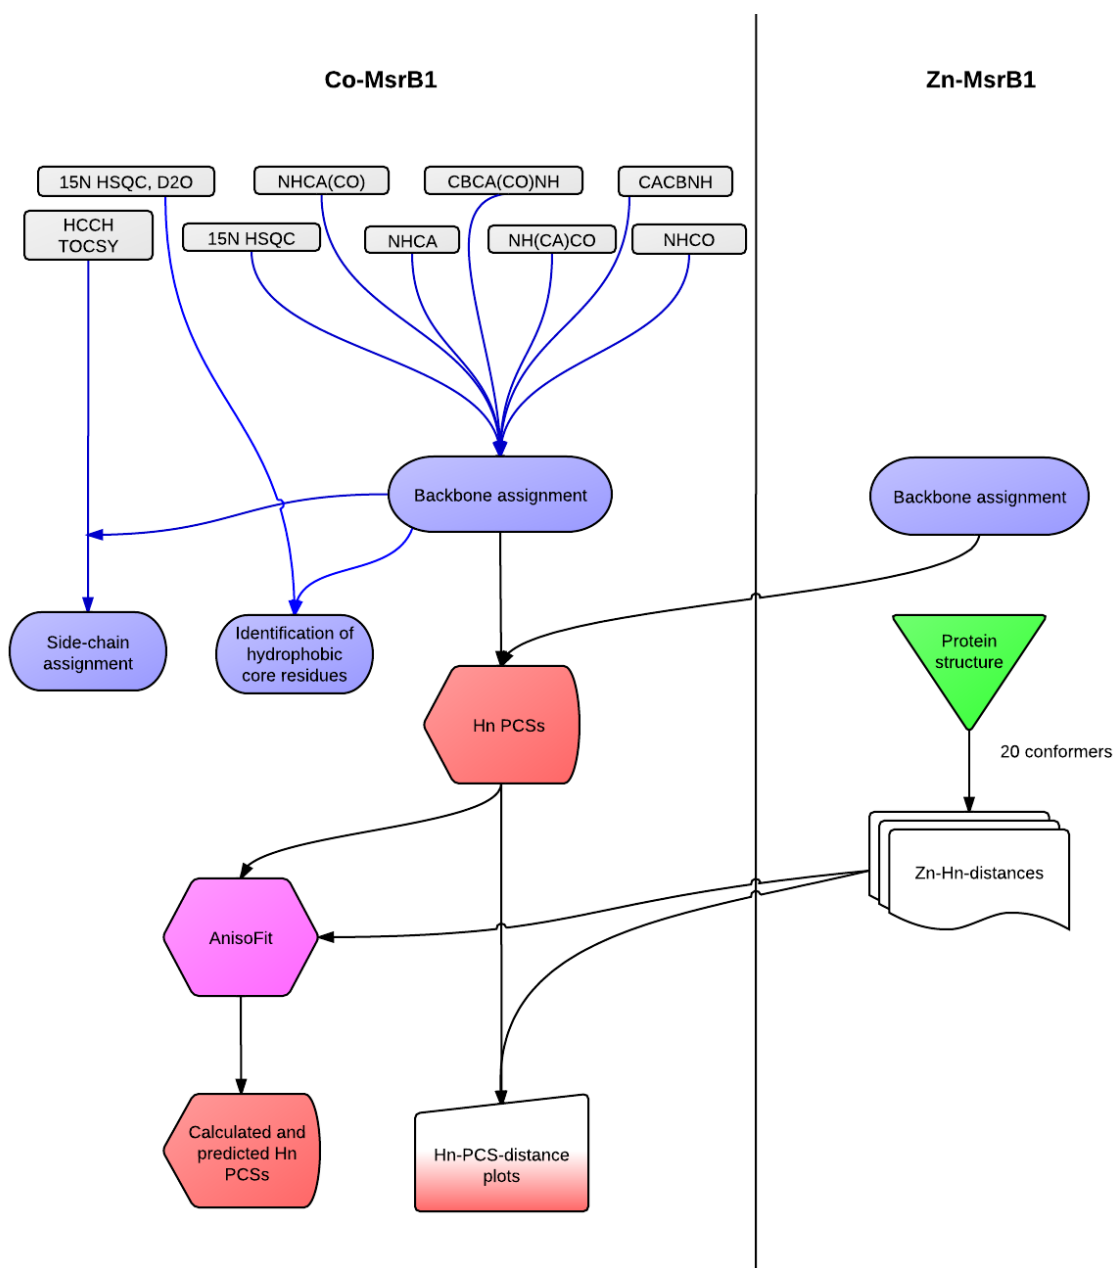 Co-MsrB1
Zn-MsrB1
15N HSQC, D2O
NHCA(CO)
CBCA(CO)NH
CACBNH
HCCH
TOCSY
15N HSQC
NHCA
NH(CA)CO
NHCO
Backbone assignment
Backbone assignment
Side-chain
assignment
Identification of
hydrophobic
core residues
Protein
structure
Hn PCSs
20 conformers
Zn-Hn-distances
AnisoFit
Calculated and
predicted Hn
PCSs
Hn-PCS-distance
plots